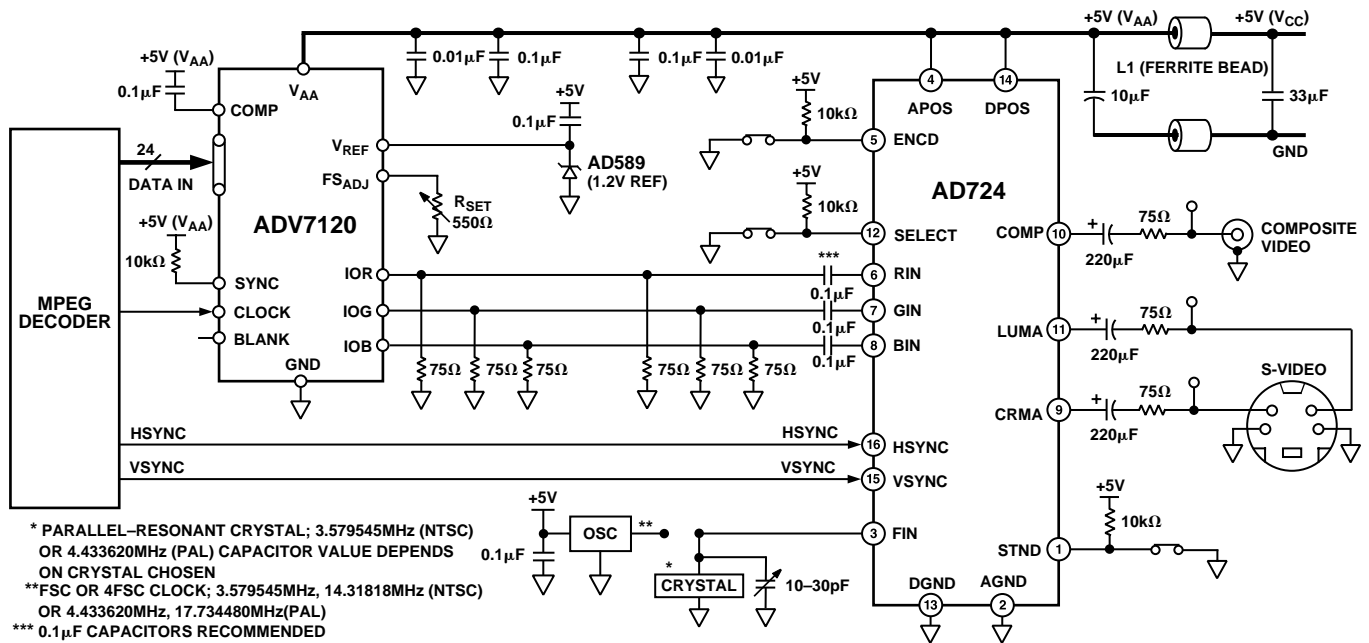 +5V (VAA)
+5V (VCC)
0.01µF
0.1µF
0.1µF
0.01µF
L1 (FERRITE BEAD)
10µF
33µF
GND
+5V (VAA)
0.1µF
COMP
VAA
+5V
0.1µF
VREF
AD589
(1.2V REF)
FSADJ
RSET
550Ω
24
DATA IN
ADV7120
+5V (VAA)
10kΩ
SYNC
CLOCK
BLANK
GND
IOR
IOG
IOB
MPEG
DECODER
75Ω
75Ω
75Ω
75Ω
75Ω
75Ω
***
0.1µF
0.1µF
0.1µF
+5V
10kΩ
+5V
10kΩ
4
APOS
14
DPOS
5
ENCD
AD724
12
SELECT
6
RIN
7
GIN
8
BIN
16
HSYNC
15
VSYNC
3
FIN
13
DGND
2
AGND
COMP
10
220µF
+
75Ω
COMPOSITE
VIDEO
LUMA
11
220µF
+
75Ω
S-VIDEO
CRMA
9
220µF
+
75Ω
STND
1
+5V
10kΩ
HSYNC
HSYNC
VSYNC
VSYNC
+5V
0.1µF
OSC
**
*
CRYSTAL
10–30pF
* PARALLEL–RESONANT CRYSTAL; 3.579545MHz (NTSC)
OR 4.433620MHz (PAL) CAPACITOR VALUE DEPENDS
ON CRYSTAL CHOSEN
**FSC OR 4FSC CLOCK; 3.579545MHz, 14.31818MHz (NTSC)
OR 4.433620MHz, 17.734480MHz(PAL)
*** 0.1µF CAPACITORS RECOMMENDED